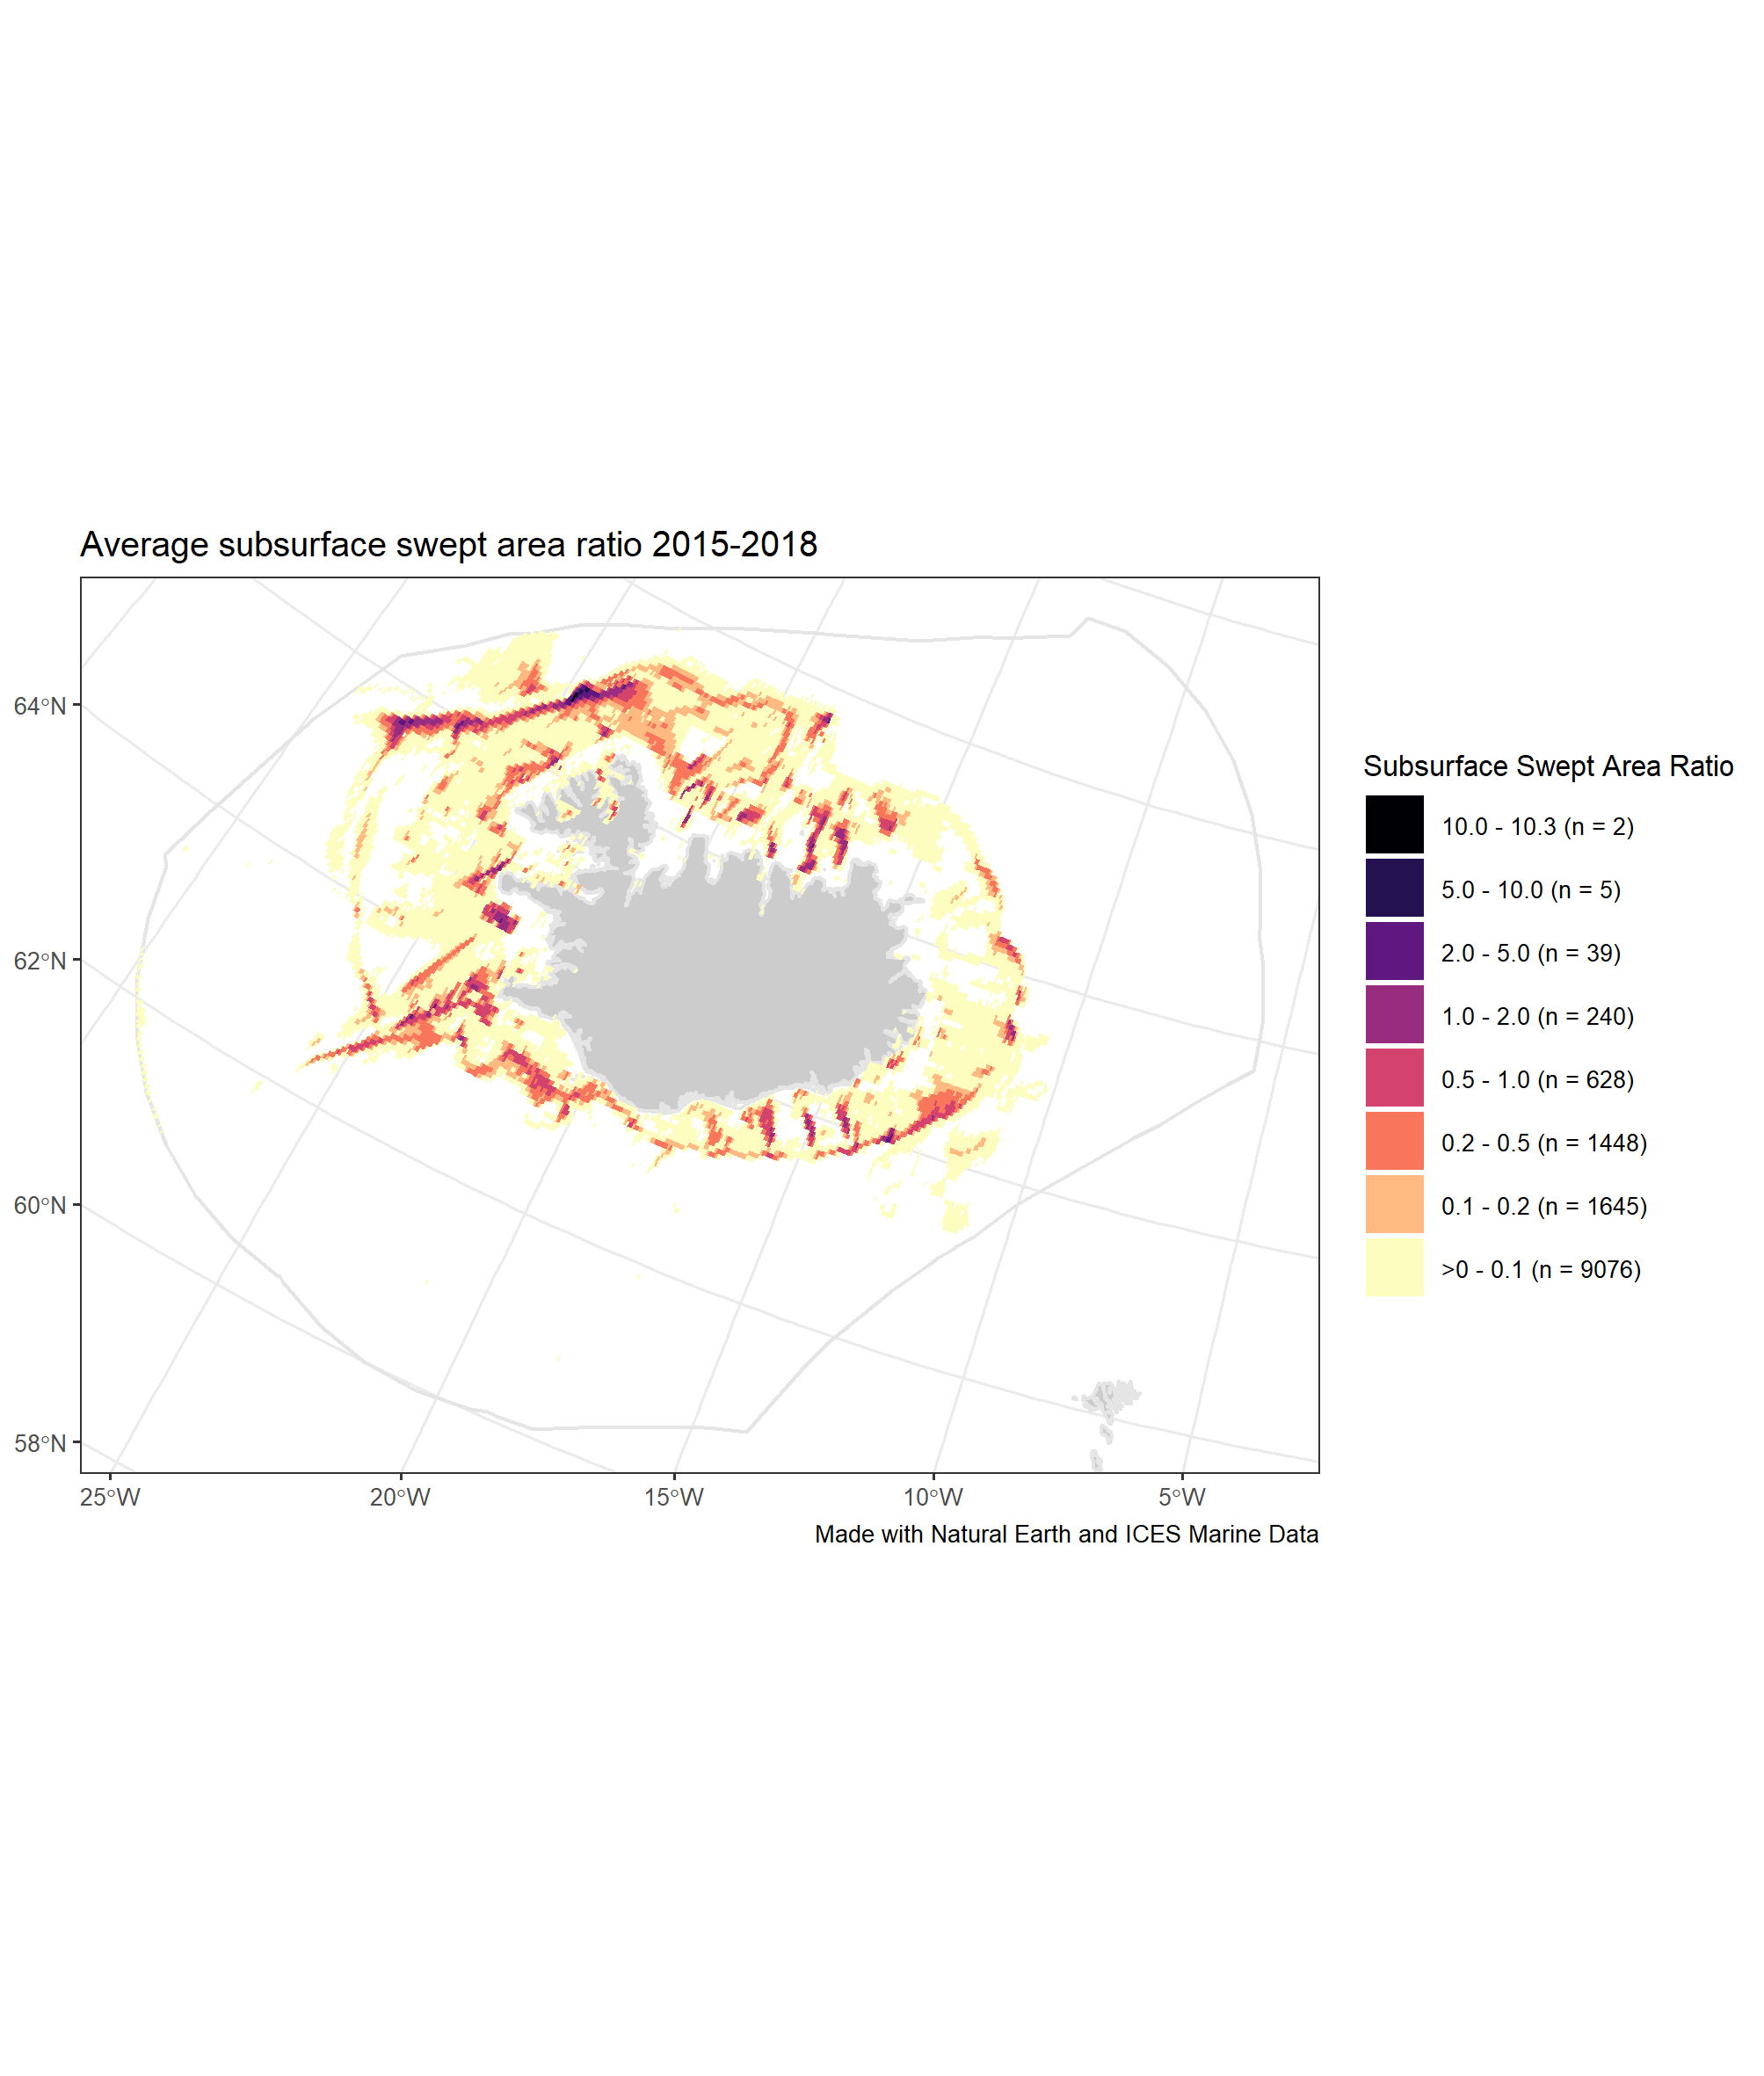 Average subsurface swept area ratio 2015-2018
64°N
62°N
60°N
58°N
25°W
20°W
15°W
10°W
5°W
Made with Natural Earth and ICES Marine Data
Subsurface Swept Area Ratio
10.0 - 10.3 (n = 2)
5.0 - 10.0 (n = 5)
2.0 - 5.0 (n = 39)
1.0 - 2.0 (n = 240)
0.5 - 1.0 (n = 628)
0.2 - 0.5 (n = 1448)
0.1 - 0.2 (n = 1645)
>0 - 0.1 (n = 9076)